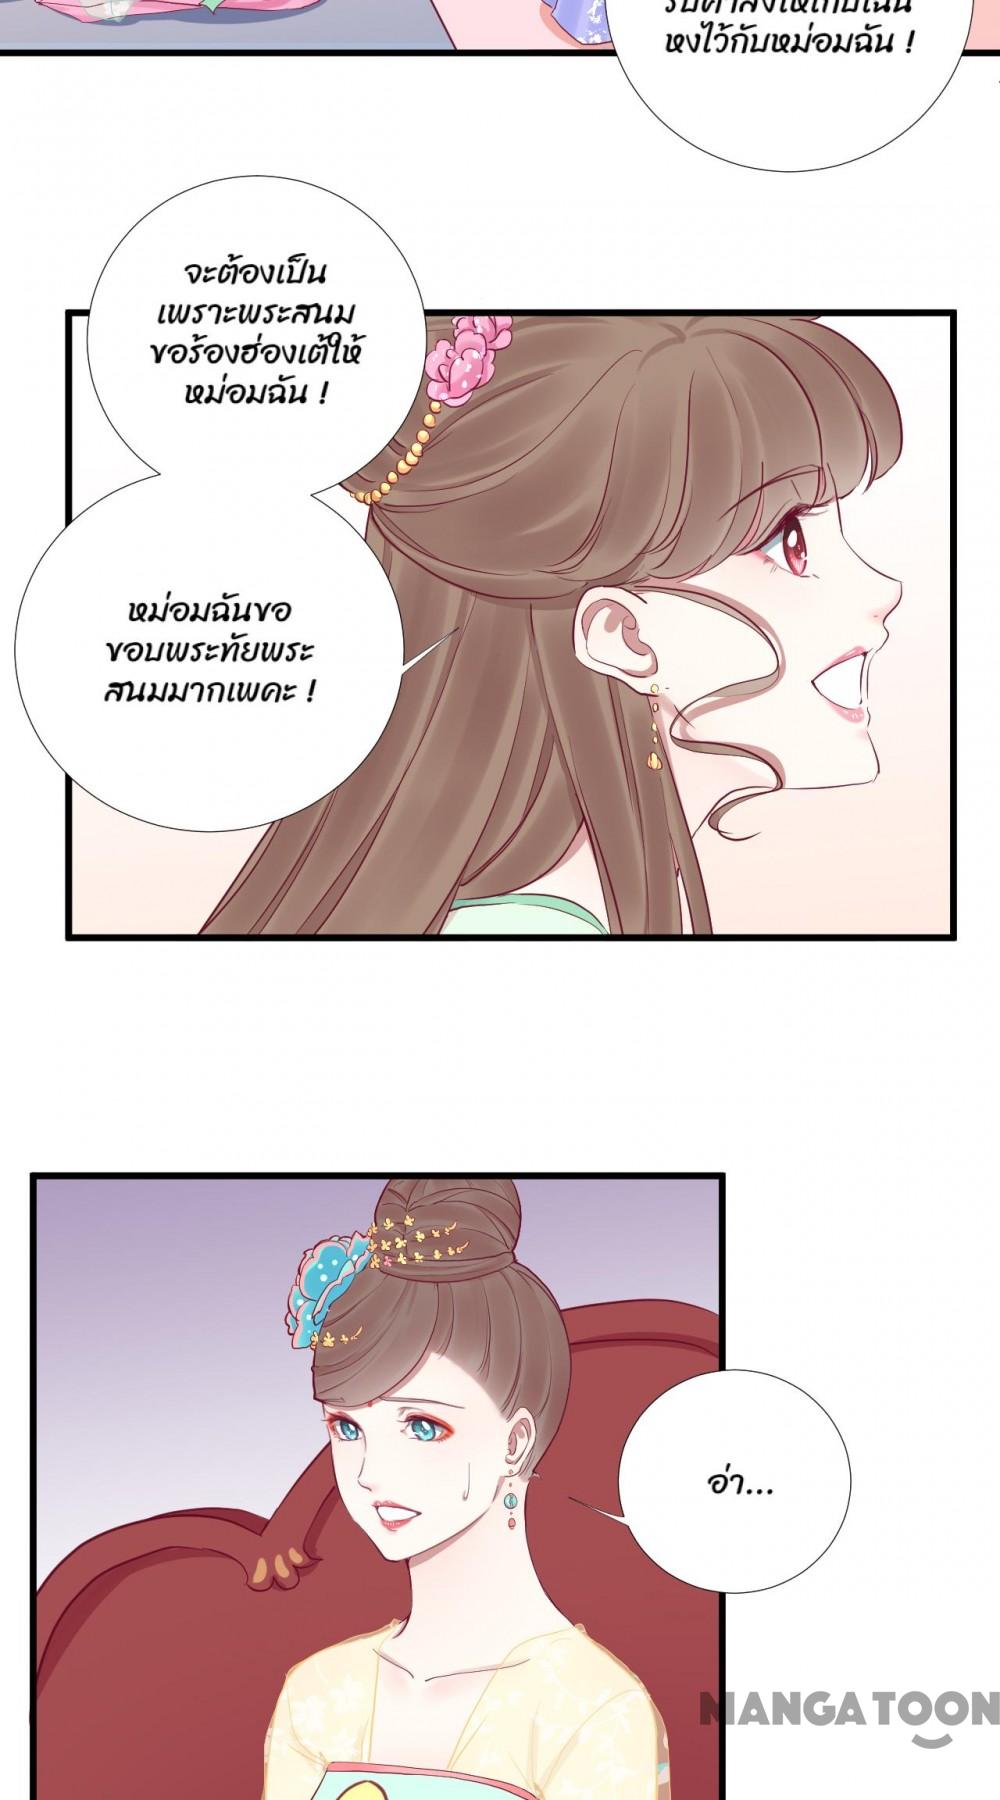 หงไว้กับหม่อมฉัน !
จะต้องเป็น
เพราะพระสนม
ขอร้องฮ่องเต้ให้
หม่อมฉัน !
หม่อมฉันขอ
ขอบพระทัยพระ
สนมมากเพคะ !
อ่า...
MANGATOON